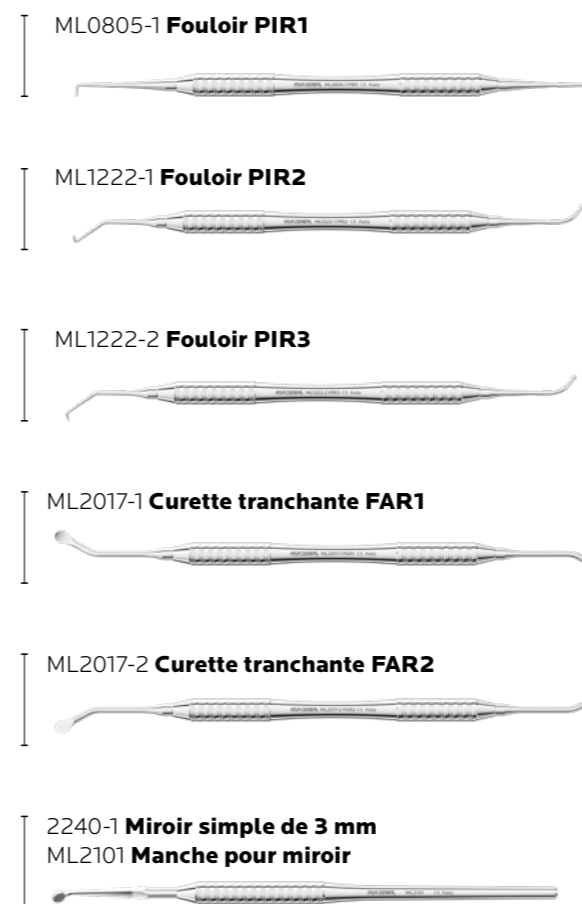 ML0805-1 Fouloir PIR1
ML1222-1 Fouloir PIR2
ML1222-2 Fouloir PIR3
ML2017-1 Curette tranchante FAR1
ML2017-2 Curette tranchante FAR2
2240-1 Miroir simple de 3 mm
ML2101 Manche pour miroir